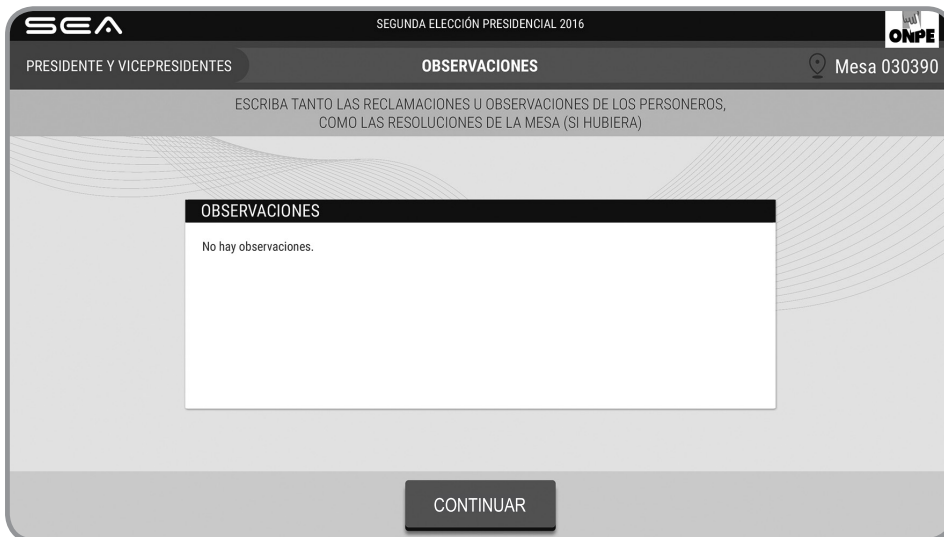 SEA
SEGUNDA ELECCIÓN PRESIDENCIAL 2016
ONPE
PRESIDENTE Y VICEPRESIDENTES
OBSERVACIONES
Mesa 030390
ESCRIBA TANTO LAS RECLAMACIONES U OBSERVACIONES DE LOS PERSONEROS,
COMO LAS RESOLUCIONES DE LA MESA (SI HUBIERA)
OBSERVACIONES
No hay observaciones.
CONTINUAR